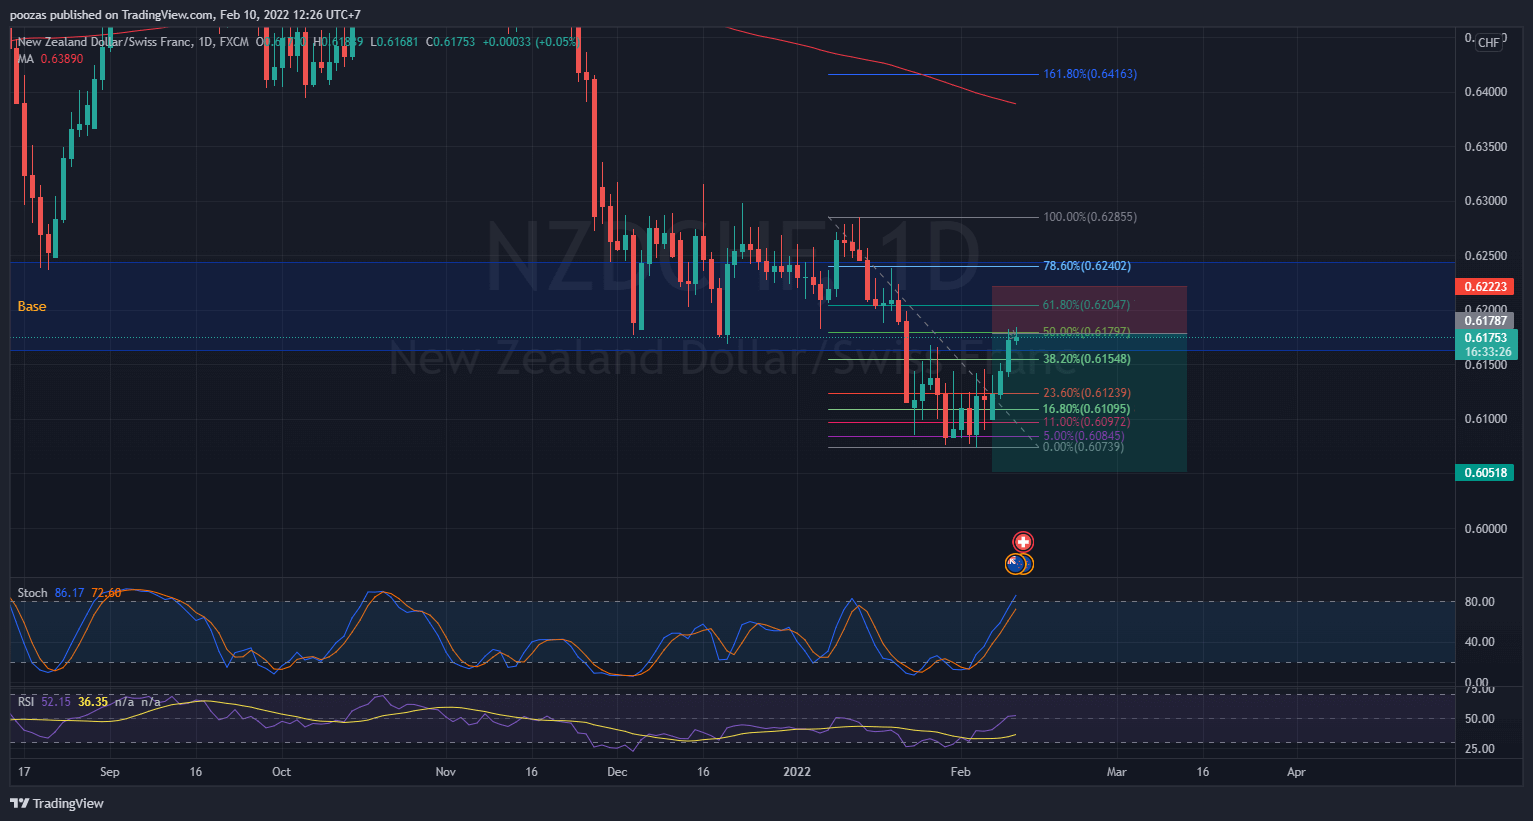 poozas published on TradingView.com, Feb 10, 2022 12:26 UTC+7
New Zealand Dollar/Swiss Franc, 1D, FXCM L0.61681 C0.61753 +0.00033 (+0.05%)
MA 0.63890
CHF
161.80%(0.64163)
0.64000
0.63500
0.63000
100.00%(0.62855)
NZDCHF, 1D
New Zealand Dollar/Swiss Franc
0.62500
78.60%(0.62402)
Base
61.80%(0.62047)
0.62223
0.62000
0.61787
50.00%(0.61797)
0.61753
16:33:26
38.20%(0.61548)
0.61500
23.60%(0.61239)
16.80%(0.61095)
11.00%(0.60972)
0.61000
5.00%(0.60845)
0.00%(0.60739)
0.60518
0.60000
Stoch 86.17 72.60
80.00
40.00
0.00
RSI 52.15 36.35 n/a n/a
75.00
50.00
25.00
17 Sep 16 Oct Nov 16 Dec 16 2022 Feb Mar 16 Apr
TradingView